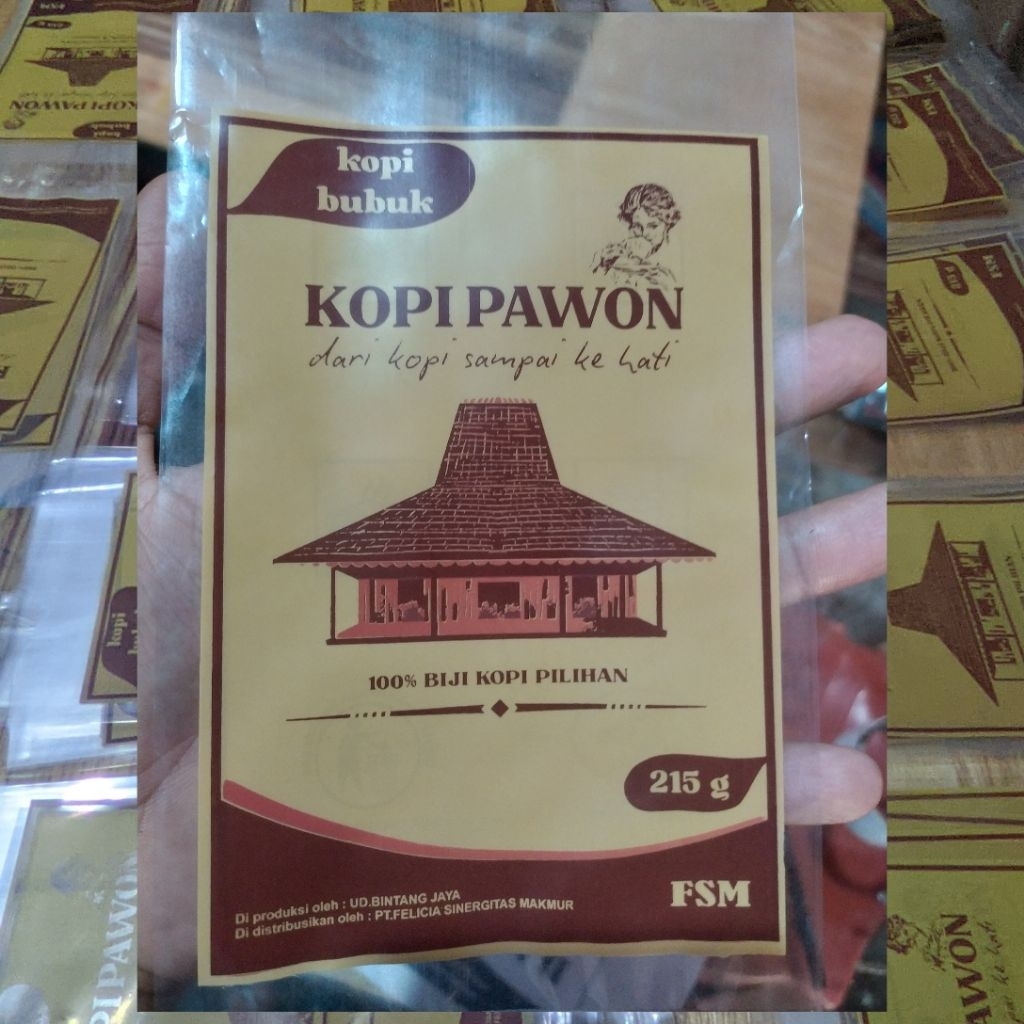 kopi
bubuk
KOPI PAWON
dari kopi sampai ke hati
100% BIJI KOPI PILIHAN
215 g
FSM
Di produksi oleh : UD.BINTANG JAYA
Di distribusikan oleh : PT.FELICIA SINERGITAS MAKMUR